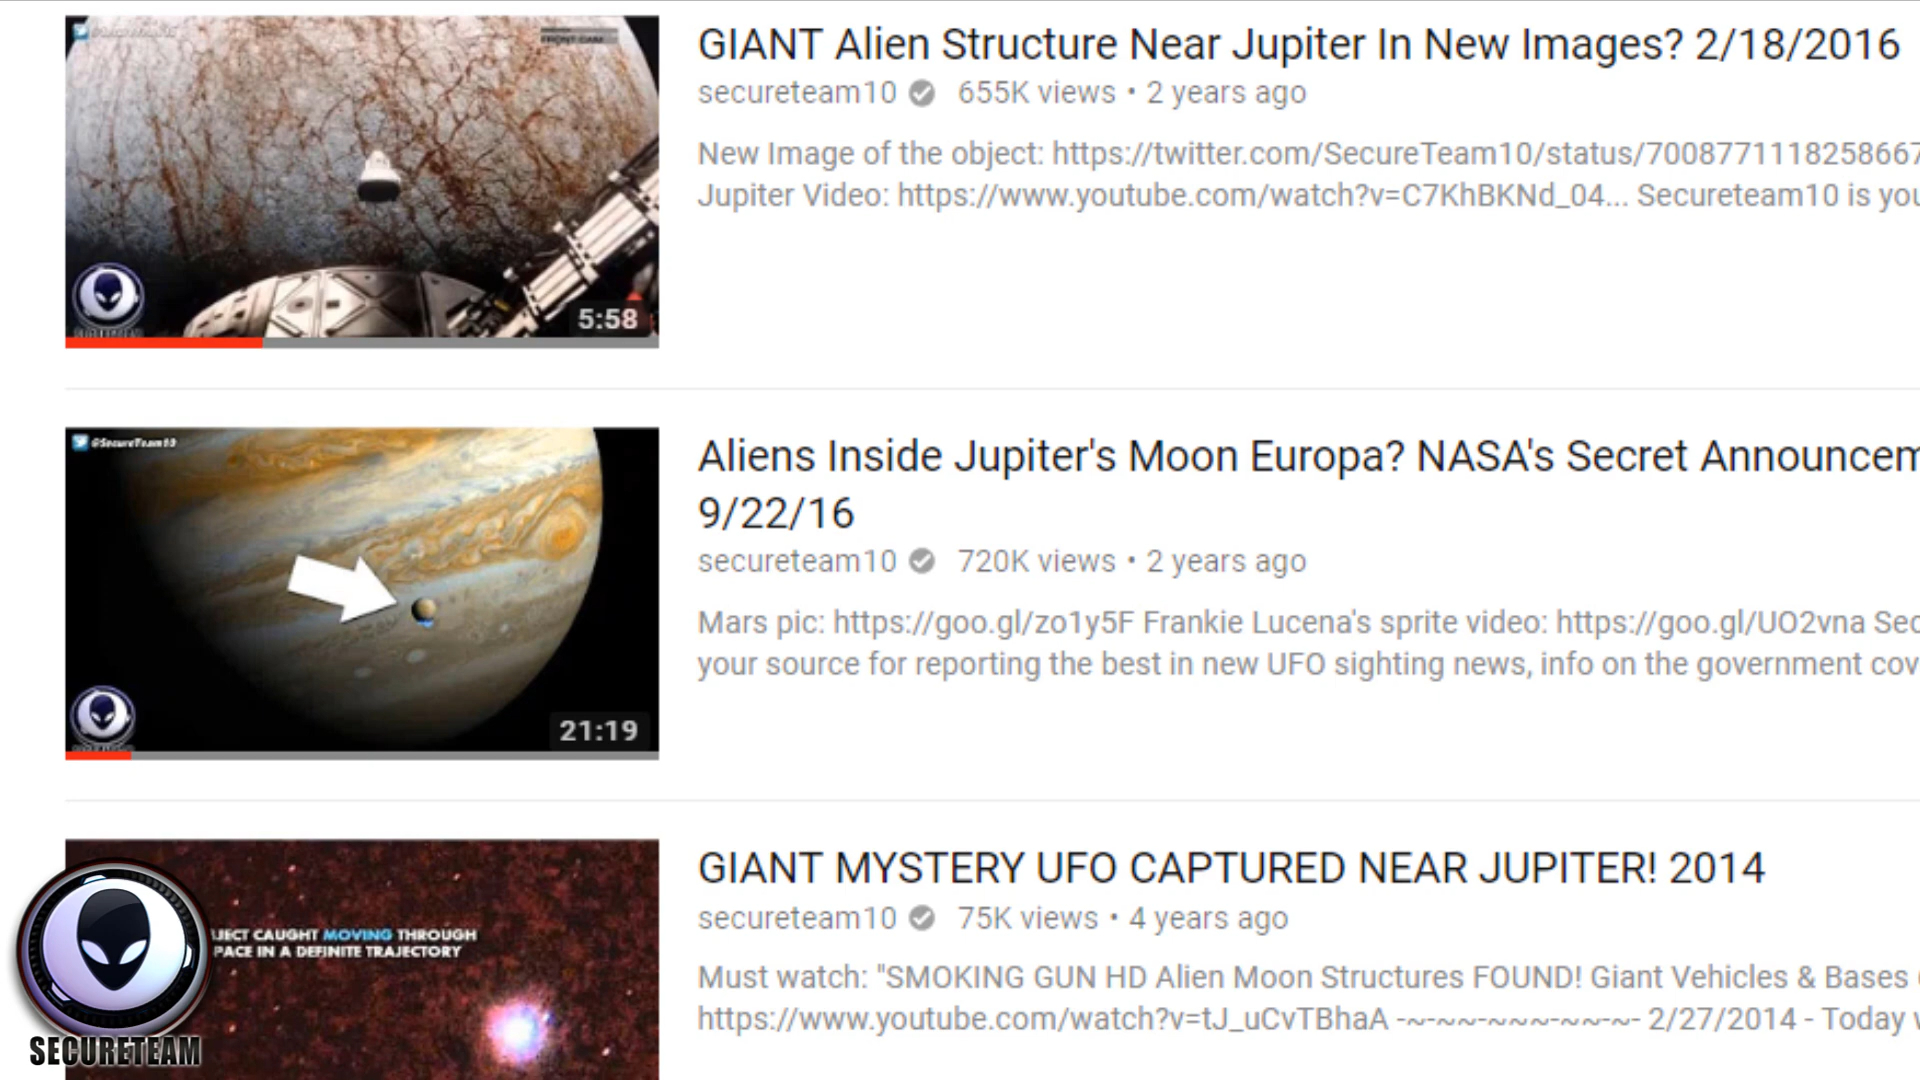 GIANT Alien Structure Near Jupiter In New Images? 2/18/2016
secureteam10 655K views • 2 years ago
New Image of the object: https://twitter.com/SecureTeam10/status/7008771118258667
Jupiter Video: https://www.youtube.com/watch?v=C7KhBKNd_04... Secureteam10 is you
FRONT CAM
5:58
@SecureTeam10
Aliens Inside Jupiter's Moon Europa? NASA's Secret Announcem
9/22/16
secureteam10 720K views • 2 years ago
Mars pic: https://goo.gl/zo1y5F Frankie Lucena's sprite video: https://goo.gl/UO2vna Sec
your source for reporting the best in new UFO sighting news, info on the government cov
21:19
GIANT MYSTERY UFO CAPTURED NEAR JUPITER! 2014
secureteam10 75K views • 4 years ago
JECT CAUGHT MOVING THROUGH
PACE IN A DEFINITE TRAJECTORY
Must watch: "SMOKING GUN HD Alien Moon Structures FOUND! Giant Vehicles & Bases
https://www.youtube.com/watch?v=tJ_uCvTBhaA -~-~~-~~~-~~-~- 2/27/2014 - Today
SECURETEAM